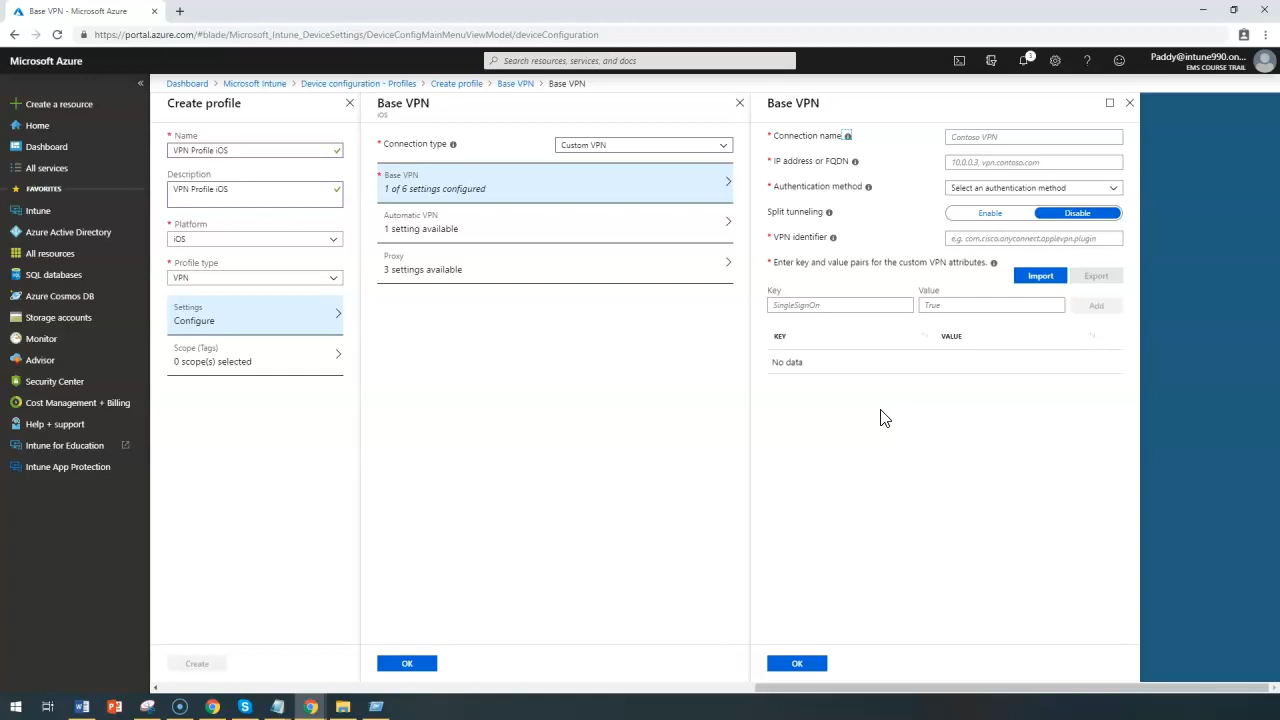 Base VPN - Microsoft Azure
https://portal.azure.com/#blade/Microsoft_Intune_DeviceSettings/DeviceConfigMainMenuViewModel/deviceConfiguration
Microsoft Azure
Search resources, services, and docs
3
Paddy@intune990.on...
EMS COURSE TRAIL
Create a resource
Home
Dashboard
All services
FAVORITES
Intune
Azure Active Directory
All resources
SQL databases
Azure Cosmos DB
Storage accounts
Monitor
Advisor
Security Center
Cost Management + Billing
Help + support
Intune for Education
Intune App Protection
Dashboard Microsoft Intune Device configuration - Profiles Create profile Base VPN Base VPN
Create profile
* Name
VPN Profile iOS
Description
VPN Profile iOS
* Platform
iOS
* Profile type
VPN
Settings
Configure
Scope (Tags)
0 scope(s) selected
Create
Base VPN
iOS
* Connection type
Custom VPN
* Base VPN
1 of 6 settings configured
Automatic VPN
1 setting available
Proxy
3 settings available
OK
Base VPN
* Connection name
Contoso VPN
* IP address or FQDN
10.0.0.3, vpn.contoso.com
* Authentication method
Select an authentication method
Split tunneling
Enable Disable
* VPN identifier
e.g. com.cisco.anyconnect.applevpn.plugin
* Enter key and value pairs for the custom VPN attributes.
Import Export
Key Value
SingleSignOn True Add
KEY VALUE
No data
OK